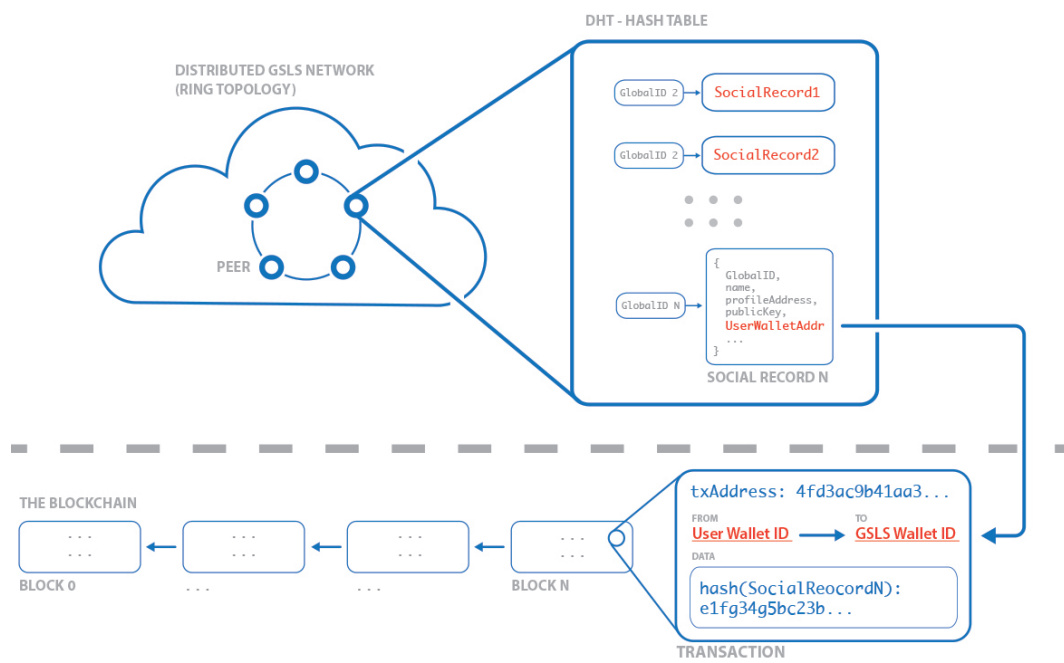 DHT - HASH TABLE
DISTRIBUTED GSLS NETWORK
(RING TOPOLOGY)
GlobalID 2
SocialRecord1
GlobalID 2
SocialRecord2
PEER
GlobalID N
{
GlobalID,
name,
profileAddress,
publicKey,
UserWalletAddr
...
}
SOCIAL RECORD N
THE BLOCKCHAIN
... 
...
... 
...
... 
...
... 
...
BLOCK 0
...
...
BLOCK N
txAddress: 4fd3ac9b41aa3...
FROM
TO
User Wallet ID
GSLS Wallet ID
DATA
hash(SocialReocordN):
e1fg34g5bc23b...
TRANSACTION